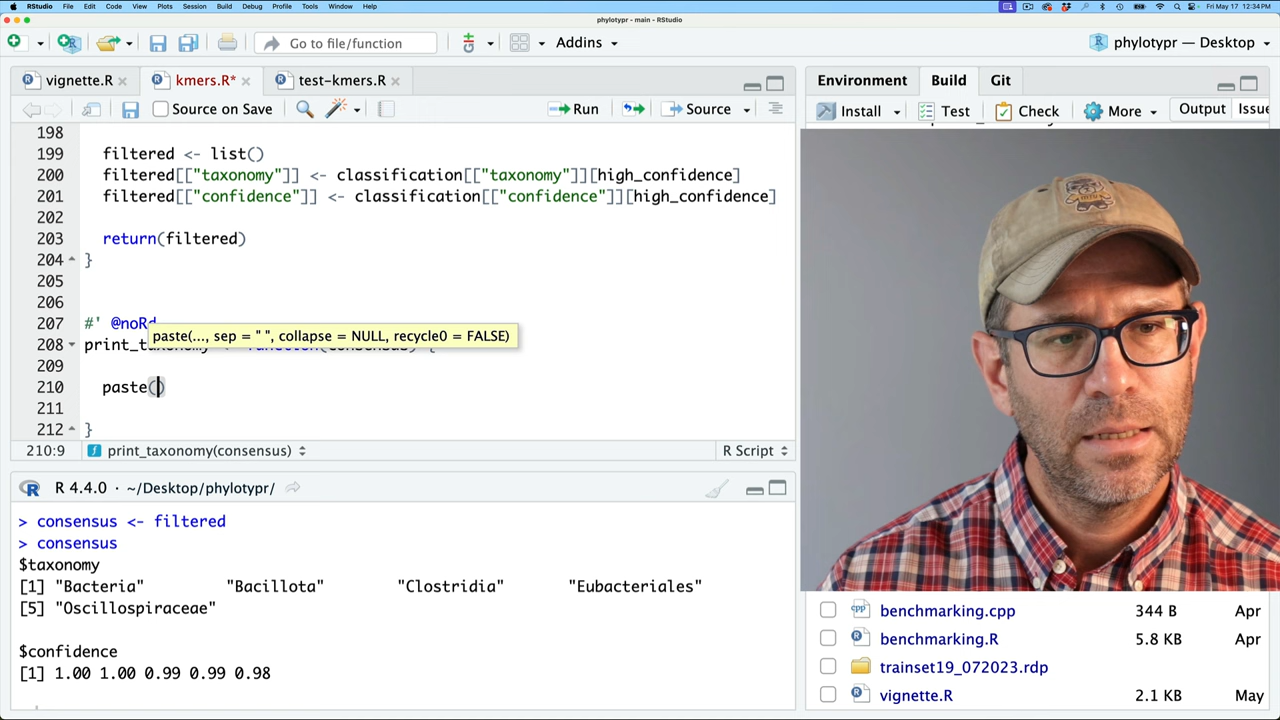 RStudio File Edit Code View Plots Session Build Debug Profile Tools Window Help Fri May 17 12:34 PM
phylotypr - main - RStudio
Go to file/function Addins phylotypr — Desktop
vignette.R kmers.R* test-kmers.R
Environment Build Git
Source on Save Run Source
Install Test Check More Output Issue
198
199 filtered <- list()
200 filtered[["taxonomy"]] <- classification[["taxonomy"]][high_confidence]
201 filtered[["confidence"]] <- classification[["confidence"]][high_confidence]
202
203 return(filtered)
204 }
205
206
207 #' @noRd
paste(..., sep = " ", collapse = NULL, recycle0 = FALSE)
208 print_taxonomy <- function(consensus) {
209
210 paste()
211
212 }
210:9 print_taxonomy(consensus) R Script
R 4.4.0 · ~/Desktop/phylotypr/
> consensus <- filtered
> consensus
$taxonomy
[1] "Bacteria" "Bacillota" "Clostridia" "Eubacteriales"
[5] "Oscillospiraceae"
$confidence
[1] 1.00 1.00 0.99 0.99 0.98
benchmarking.cpp 344 B Apr
benchmarking.R 5.8 KB Apr
trainset19_072023.rdp
vignette.R 2.1 KB May